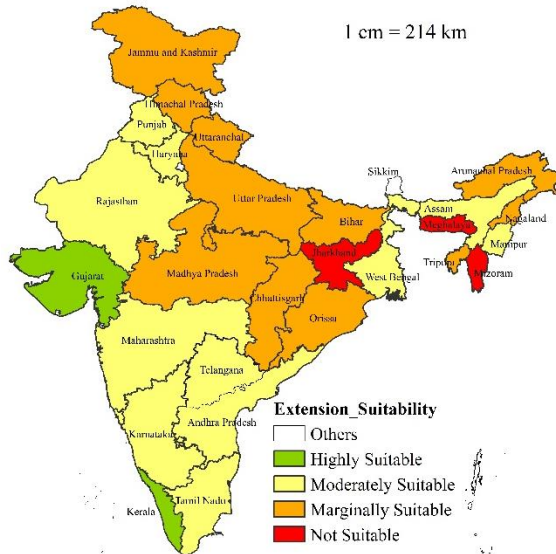 1 cm = 214 km
Jammu and Kashmir
Himachal Pradesh
Punjab
Uttaranchal
Haryana
Sikkim
Arunachal Pradesh
Rajasthan
Uttar Pradesh
Bihar
Assam
Nagaland
Meghalaya
Manipur
Jharkhand
Tripura
Mizoram
Gujarat
Madhya Pradesh
West Bengal
Chhattisgarh
Orissa
Maharashtra
Telangana
Andhra Pradesh
Karnataka
Tamil Nadu
Kerala
Extension_Suitability
Others
Highly Suitable
Moderately Suitable
Marginally Suitable
Not Suitable